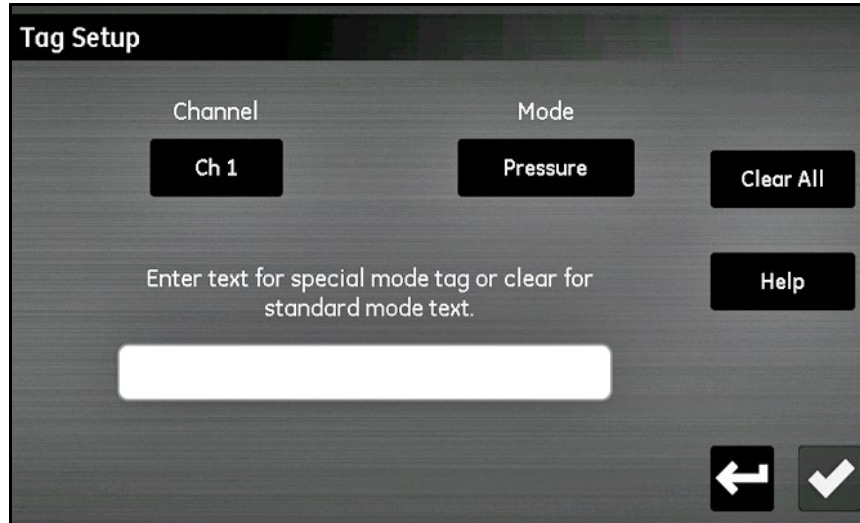 Tag Setup
Channel
Mode
Ch 1
Pressure
Clear All
Enter text for special mode tag or clear for
standard mode text.
Help